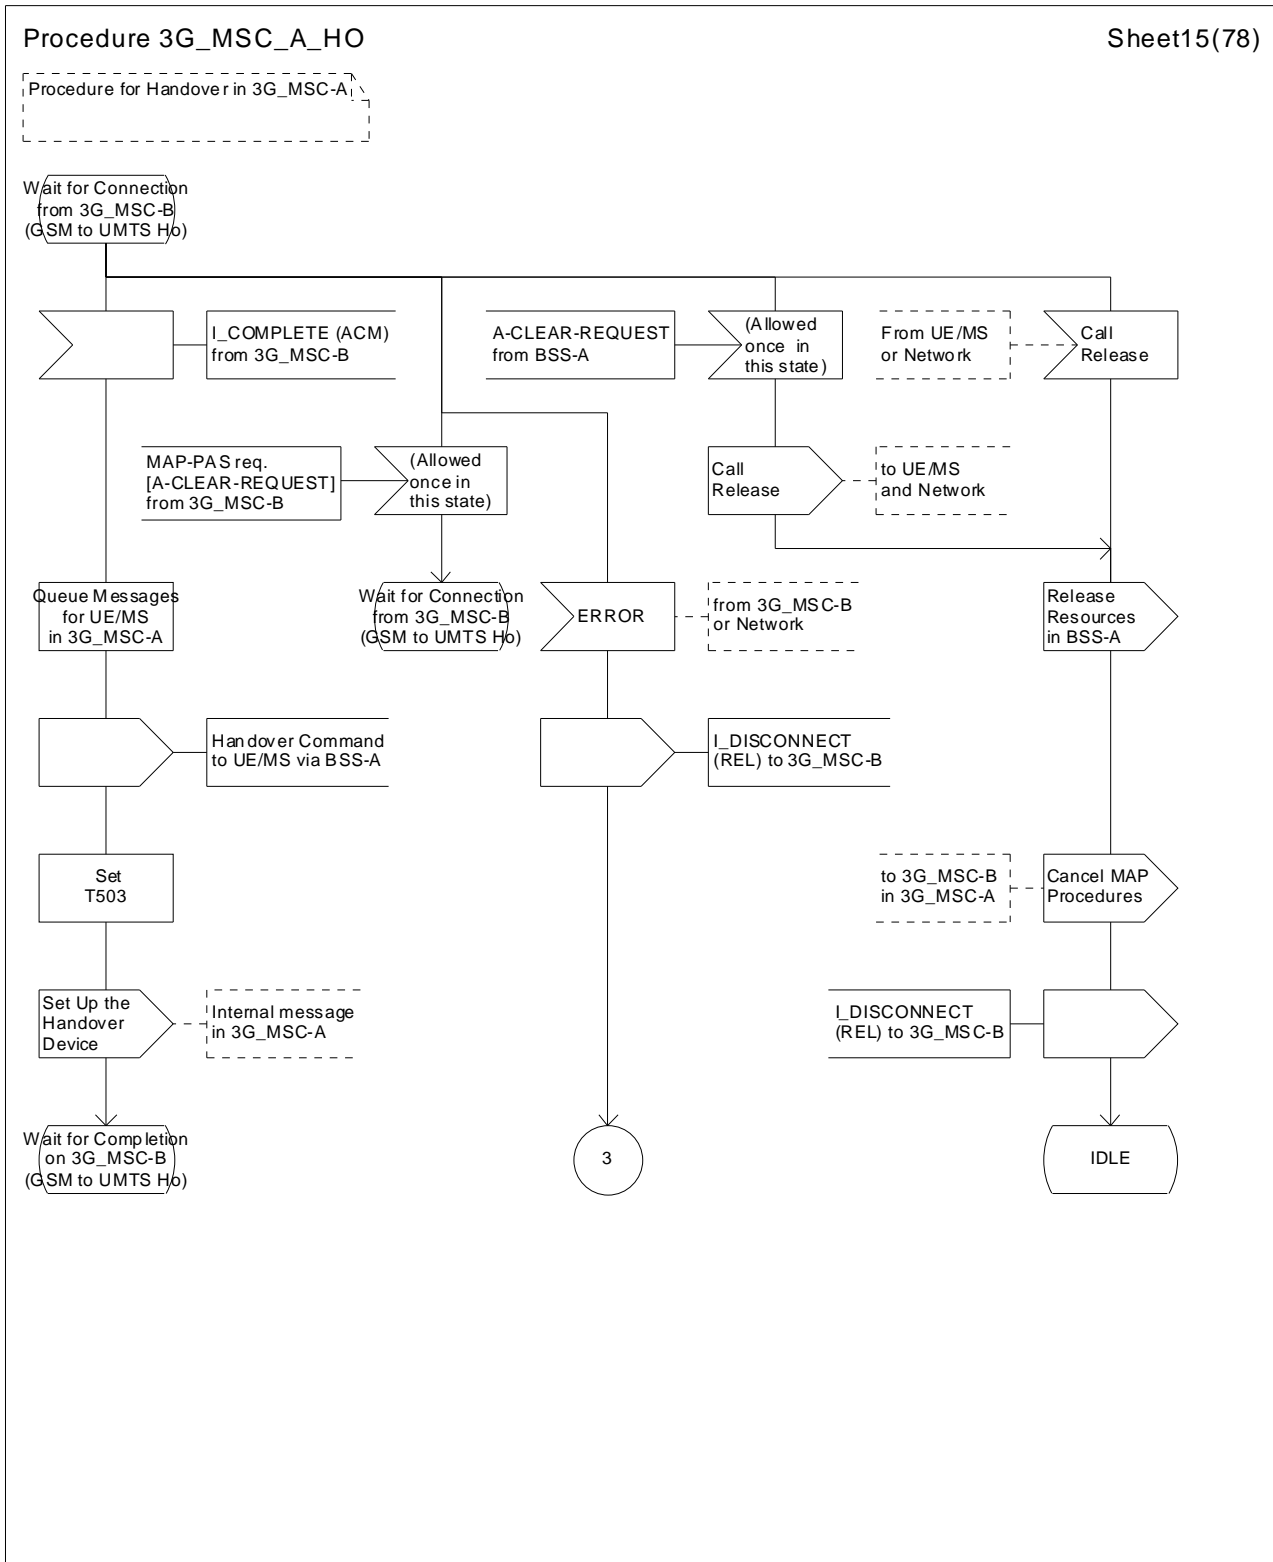 Procedure 3G_MSC_A_HO
Sheet15(78)
Procedure for Handover in 3G_MSC-A
Wait for Connection
from 3G_MSC-B
(GSM to UMTS Ho)
I_COMPLETE (ACM)
from 3G_MSC-B
A-CLEAR-REQUEST
from BSS-A
(Allowed
once in
this state)
From UE/MS
or Network
Call
Release
MAP-PAS req.
[A-CLEAR-REQUEST]
from 3G_MSC-B
(Allowed
once in
this state)
Call
Release
to UE/MS
and Network
Queue Messages
for UE/MS
in 3G_MSC-A
Wait for Connection
from 3G_MSC-B
(GSM to UMTS Ho)
ERROR
from 3G_MSC-B
or Network
Release
Resources
in BSS-A
Handover Command
to UE/MS via BSS-A
I_DISCONNECT
(REL) to 3G_MSC-B
Set
T503
to 3G_MSC-B
in 3G_MSC-A
Cancel MAP
Procedures
Set Up the
Handover
Device
Internal message
in 3G_MSC-A
I_DISCONNECT
(REL) to 3G_MSC-B
Wait for Completion
on 3G_MSC-B
(GSM to UMTS Ho)
3
IDLE